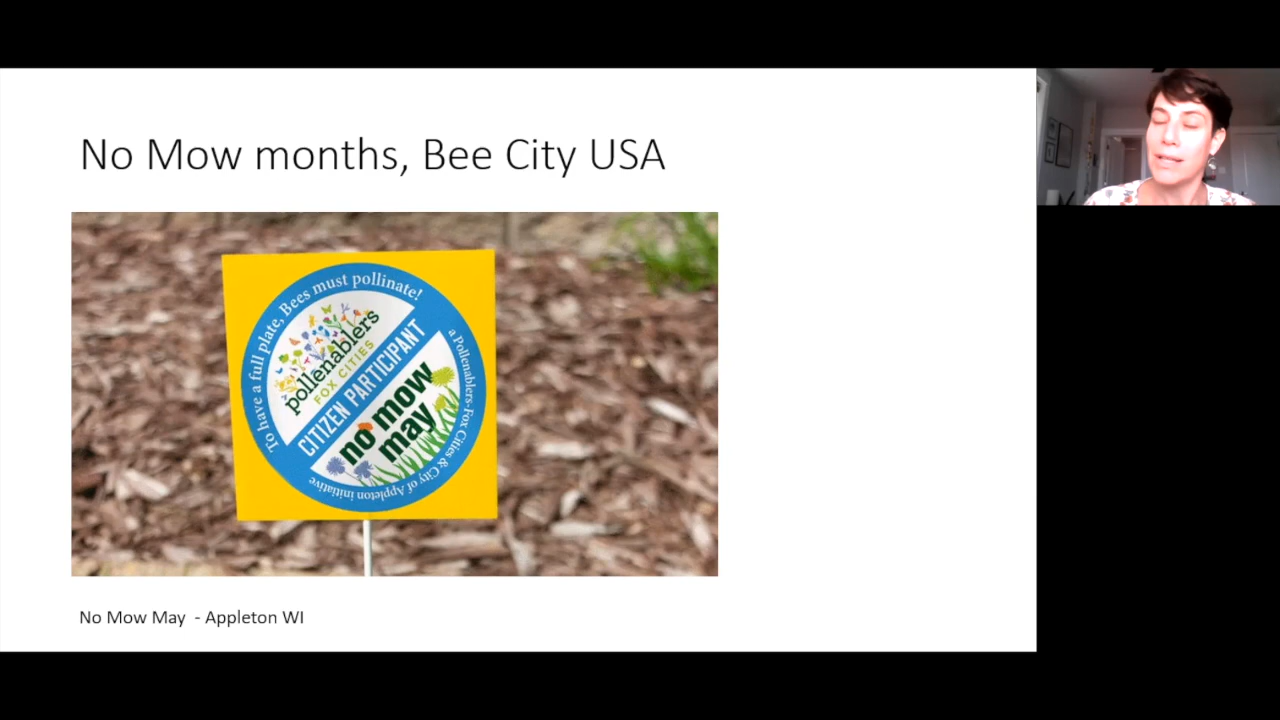 No Mow months, Bee City USA
To have a full plate, Bees must pollinate!
pollenablers
FOX CITIES
CITIZEN PARTICIPANT
no mow
may
a Pollenablers-Fox Cities & City of Appleton initiative
No Mow May - Appleton WI